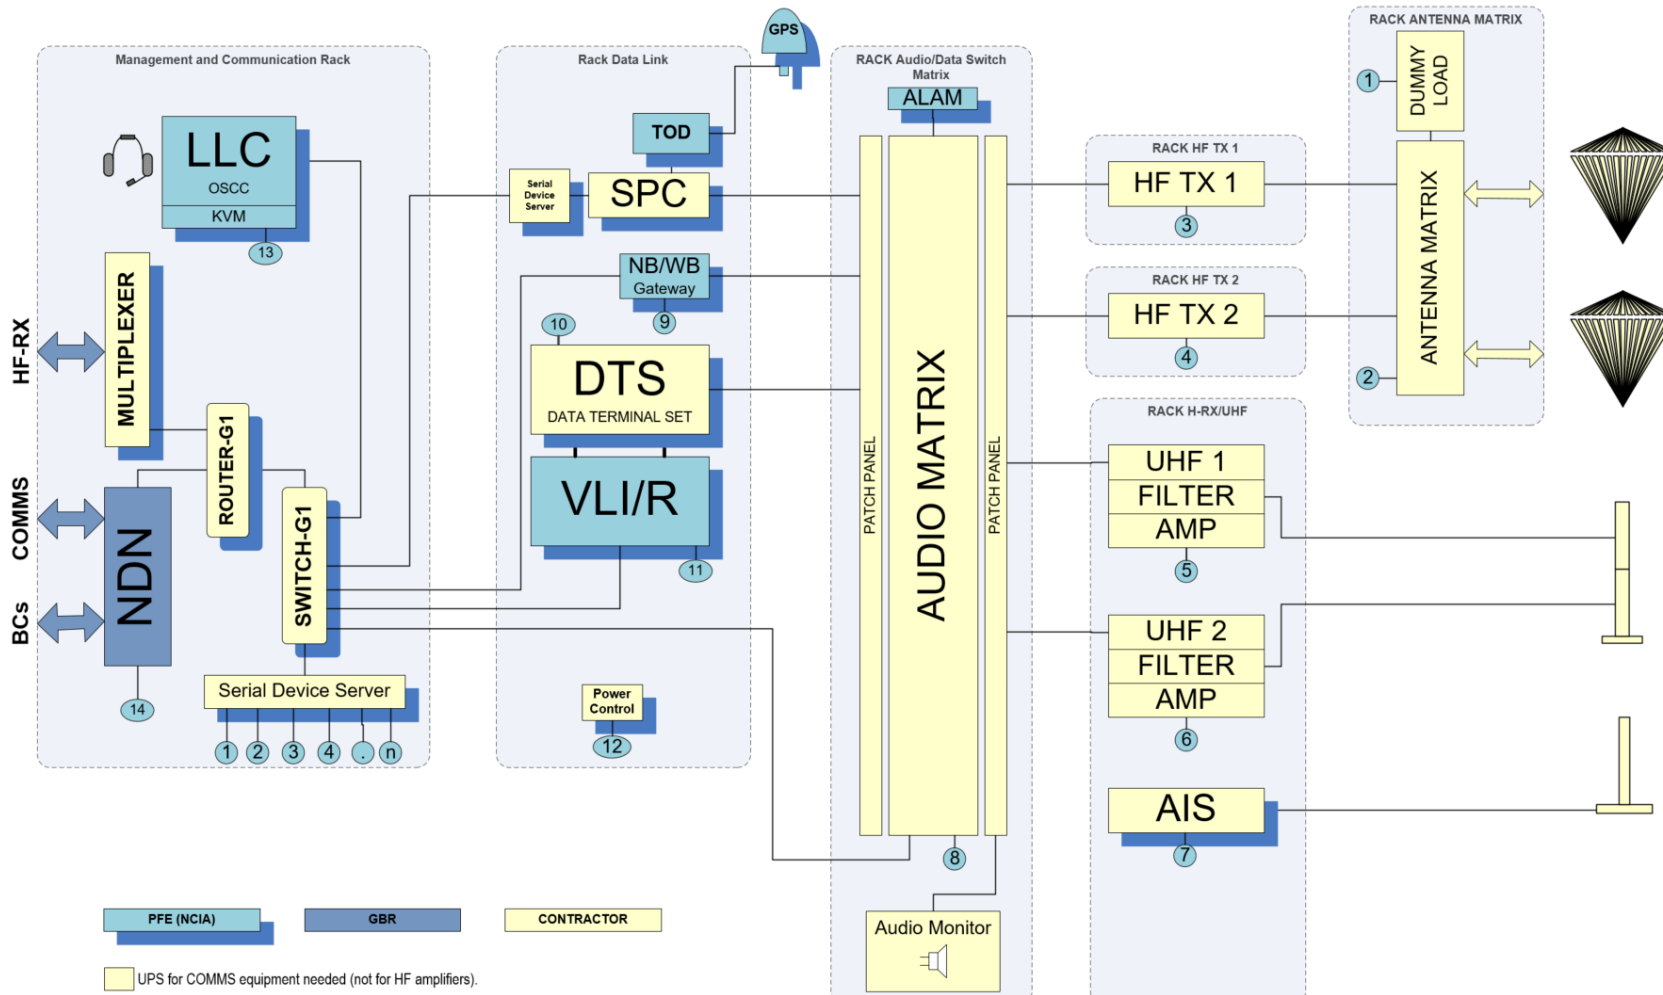 GPS
RACK ANTENNA MATRIX
Management and Communication Rack
Rack Data Link
RACK Audio/Data Switch
Matrix
1
DUMMY
LOAD
ALAM
LLC
OSCC
KVM
13
TOD
Serial
Device
Server
SPC
RACK HF TX 1
HF TX 1
3
ANTENNA MATRIX
2
HF-RX
MULTIPLEXER
NB/WB
Gateway
9
RACK HF TX 2
HF TX 2
4
10
DTS
DATA TERMINAL SET
VLI/R
11
PATCH PANEL
AUDIO MATRIX
PATCH PANEL
RACK H-RX/UHF
UHF 1
FILTER
AMP
5
ROUTER-G1
COMMS
BCs
NDN
14
SWITCH-G1
Serial Device Server
1
2
3
4
.
n
Power
Control
12
UHF 2
FILTER
AMP
6
AIS
7
8
Audio Monitor
PFE (NCIA)
GBR
CONTRACTOR
UPS for COMMS equipment needed (not for HF amplifiers).